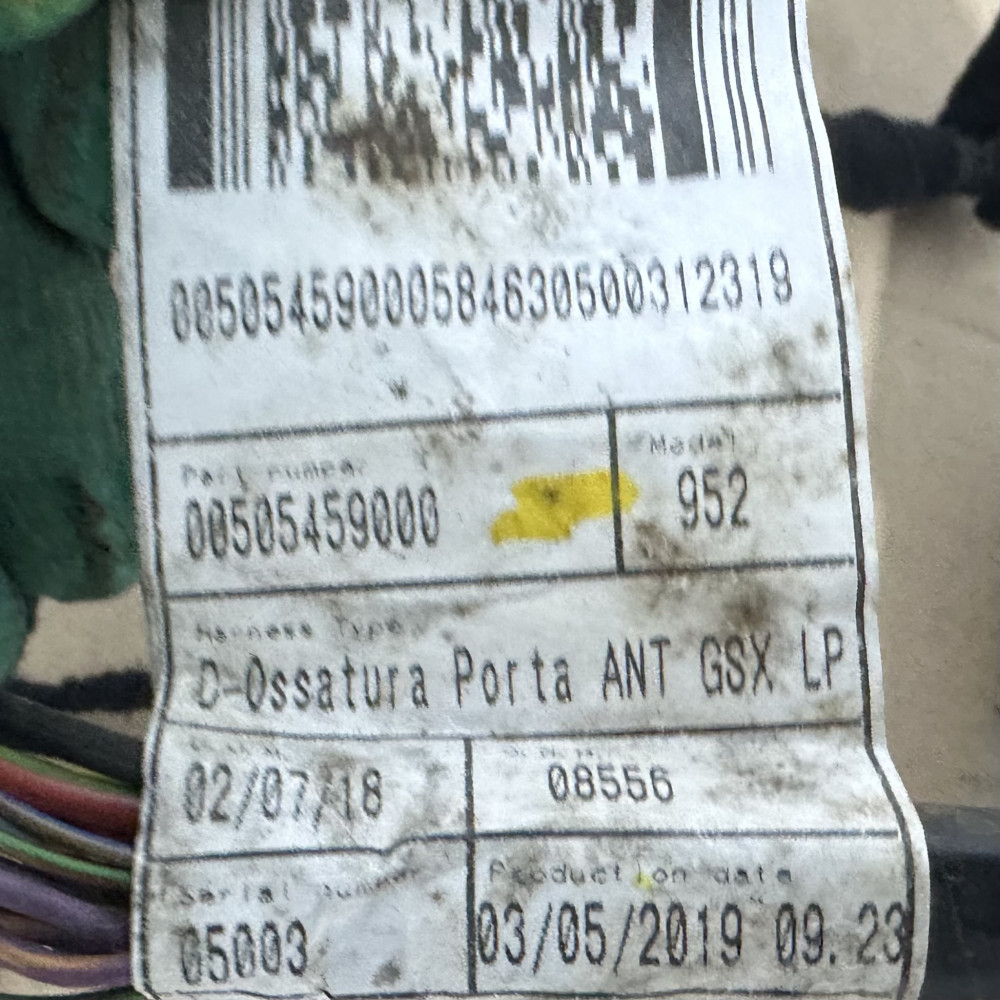 00505459000584630500312319
Part number Model
00505459000 952
Harness Type
C-Ossatura Porta ANT GSX LP
02/07/18 08556
Serial number Production date
05003 03/05/2019 09.23